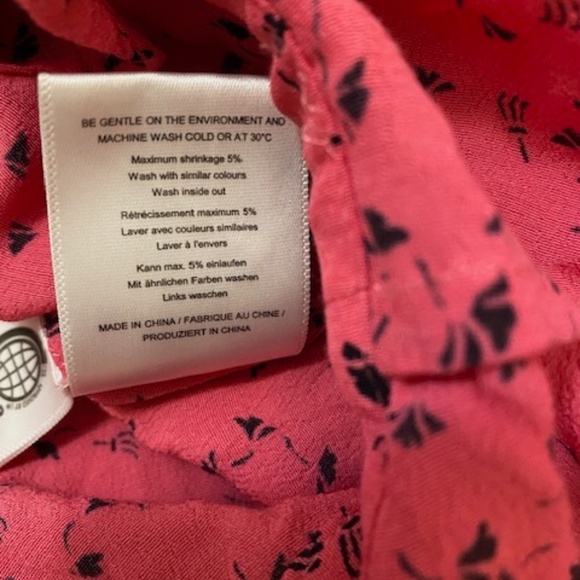 BE GENTLE ON THE ENVIRONMENT AND
MACHINE WASH COLD OR AT 30°C
Maximum shrinkage 5%
Wash with similar colours
Wash inside out
Rétrécissement maximum 5%
Laver avec couleurs similaires
Laver à l'envers
Kann max. 5% einlaufen
Mit ähnlichen Farben waschen
Links waschen
MADE IN CHINA / FABRIQUE AU CHINE /
PRODUZIERT IN CHINA